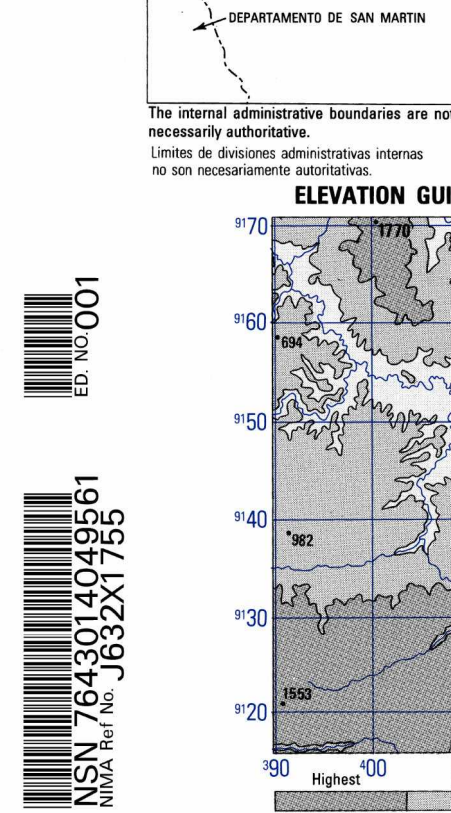 DEPARTAMENTO DE SAN MARTIN
The internal administrative boundaries are not
necessarily authoritative.
Limites de divisiones administrativas internas
no son necesariamente autoritativas.
ELEVATION GUI
9170
1770
9160
694
9150
9140
982
9130
1553
9120
390
400
Highest
ED. NO. 001
NSN 7643014049561
NIMA Ref No. J632X1755